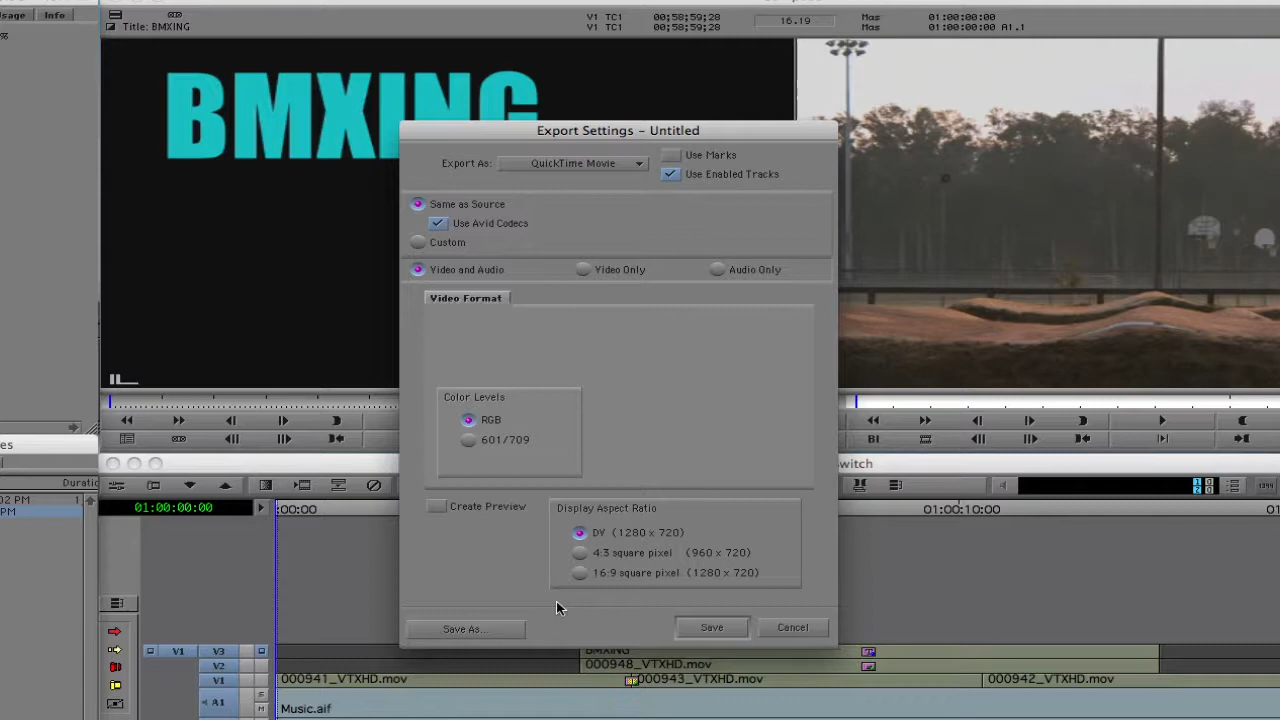 Usage Info
Title: BMXING
V1 TC1 00;58;59;28
V1 TC1 00;58;59;28
16.19
Mas 01:00:00:00
Mas 01:00:00:00 A1.1
BMXING
Export Settings - Untitled
Export As: QuickTime Movie
Use Marks
Use Enabled Tracks
Same as Source
Use Avid Codecs
Custom
Video and Audio Video Only Audio Only
Video Format
Color Levels
RGB
601/709
Create Preview
Display Aspect Ratio
DV (1280 x 720)
4:3 square pixel (960 x 720)
16:9 square pixel (1280 x 720)
Save As... Save Cancel
Duratio
02 PM
PM
01:00:00:00
:00:00
01:00:10:00
V1 V3
V2
V1
A1
BMXING
000948_VTXHD.mov
000941_VTXHD.mov 000943_VTXHD.mov 000942_VTXHD.mov
Music.aif